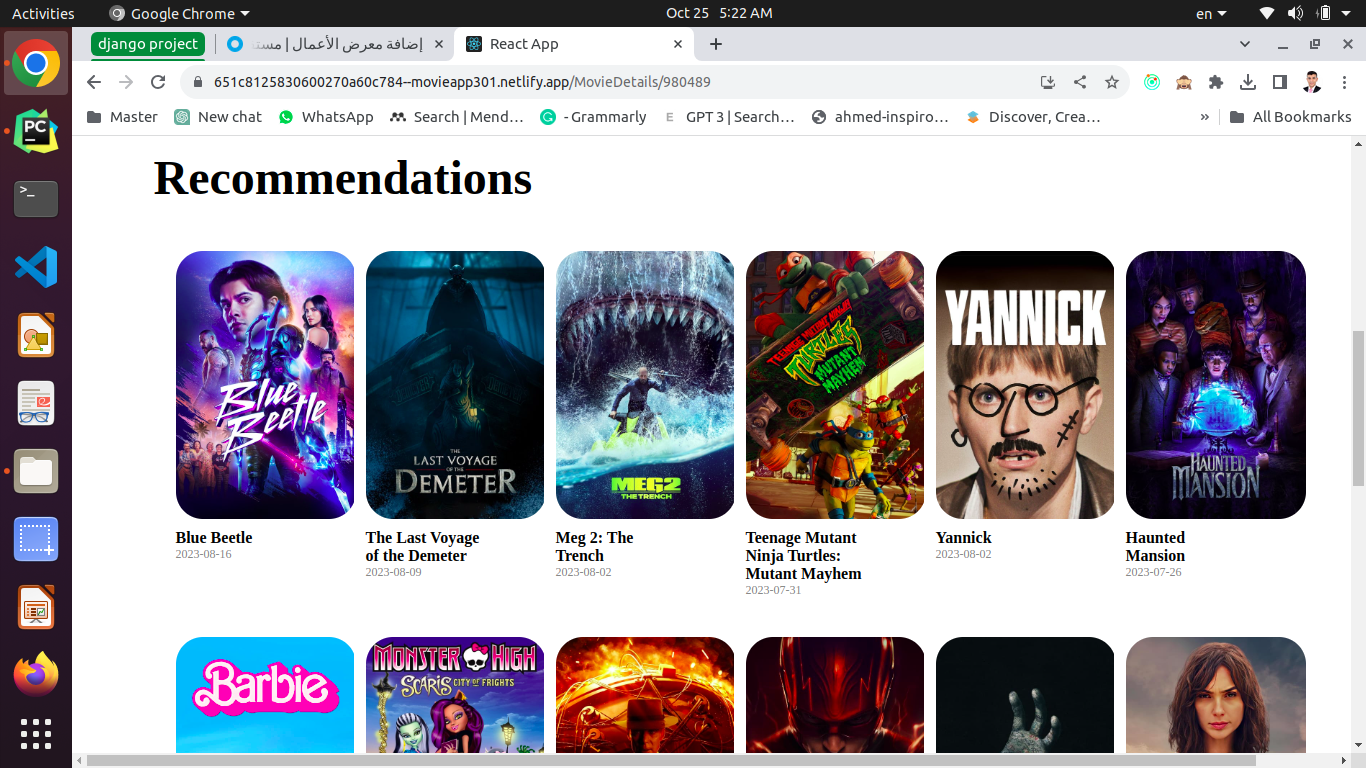 Activities
Google Chrome
Oct 25 5:22 AM
en
django project
إضافة معرض الأعمال | مست
React App
651c8125830600270a60c784--movieapp301.netlify.app/MovieDetails/980489
Master
New chat
WhatsApp
Search | Mend…
- Grammarly
E GPT 3 | Search…
ahmed-inspiro…
Discover, Crea…
»
All Bookmarks
PC
>_
Recommendations
BLUE BEETLE
THE LAST VOYAGE OF THE DEMETER
MEG2 THE TRENCH
TEENAGE MUTANT NINJA TURTLES MUTANT MAYHEM
YANNICK
HAUNTED MANSION
Blue Beetle
2023-08-16
The Last Voyage
of the Demeter
2023-08-09
Meg 2: The
Trench
2023-08-02
Teenage Mutant
Ninja Turtles:
Mutant Mayhem
2023-07-31
Yannick
2023-08-02
Haunted
Mansion
2023-07-26
Barbie
MONSTER HIGH
SCARIS CITY OF FRIGHTS